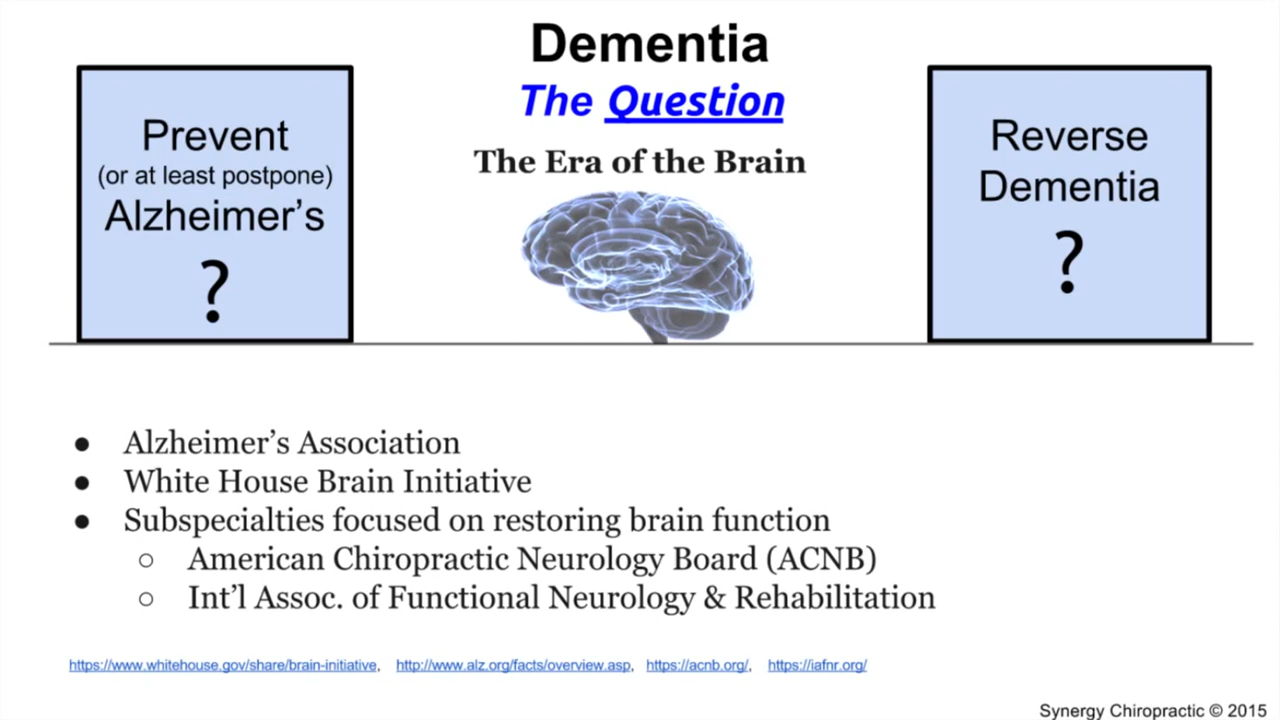 Dementia
The Question
The Era of the Brain
Prevent
(or at least postpone)
Alzheimer’s
?
Reverse
Dementia
?
● Alzheimer’s Association
● White House Brain Initiative
● Subspecialties focused on restoring brain function
○ American Chiropractic Neurology Board (ACNB)
○ Int’l Assoc. of Functional Neurology & Rehabilitation
https://www.whitehouse.gov/share/brain-initiative, http://www.alz.org/facts/overview.asp, https://acnb.org/, https://iafnr.org/
Synergy Chiropractic © 2015